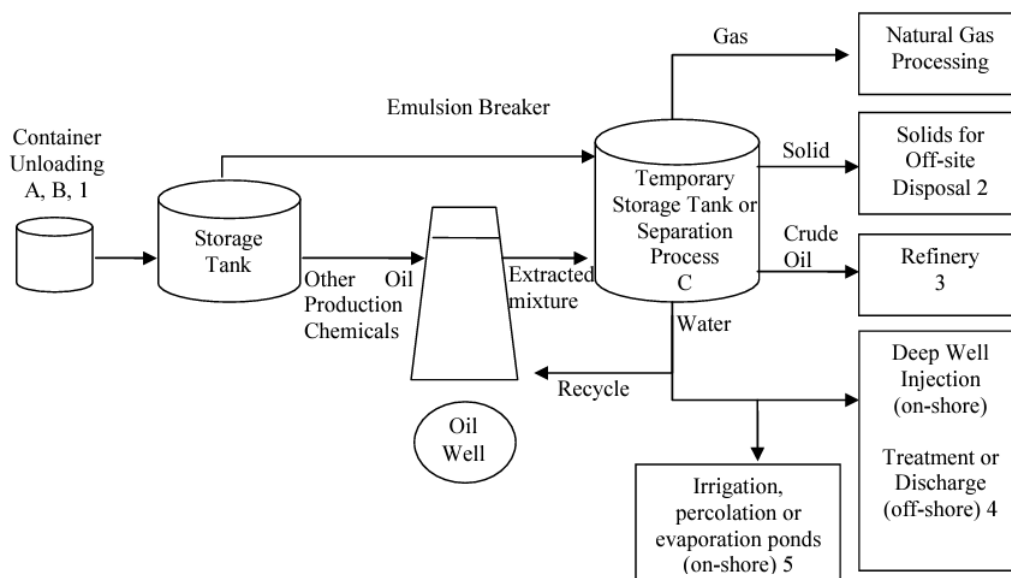 Container
Unloading
A, B, 1
Storage
Tank
Emulsion Breaker
Other
Production
Chemicals
Oil
Extracted
mixture
Oil
Well
Temporary
Storage Tank or
Separation
Process
C
Gas
Solid
Crude
Oil
Water
Recycle
Natural Gas
Processing
Solids for
Off-site
Disposal 2
Refinery
3
Deep Well
Injection
(on-shore)
Treatment or
Discharge
(off-shore) 4
Irrigation,
percolation or
evaporation ponds
(on-shore) 5